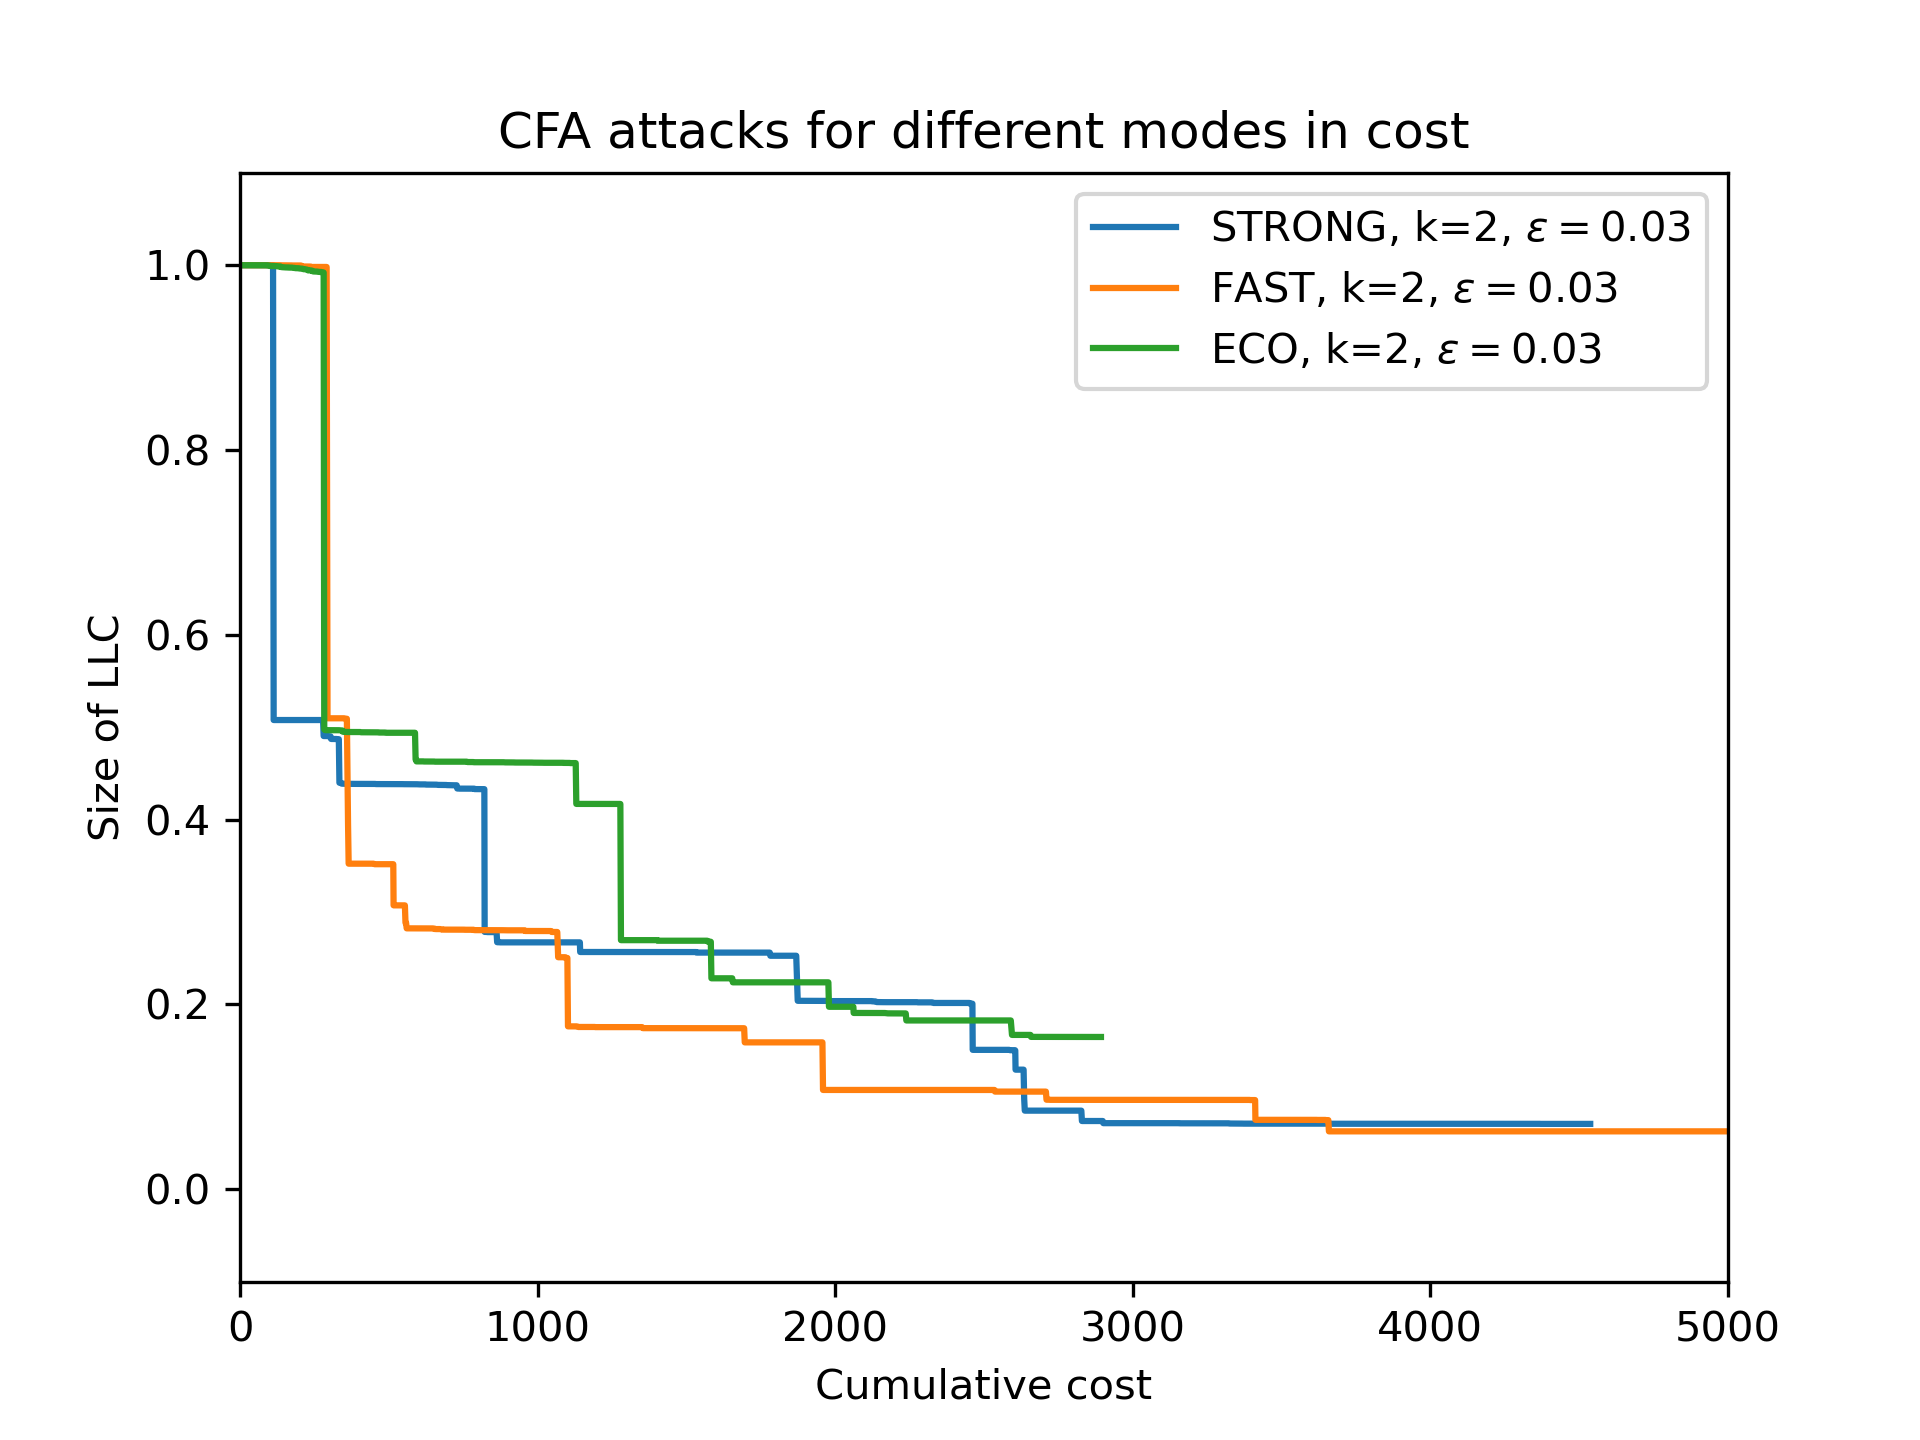 CFA attacks for different modes in cost
STRONG, k=2, ε = 0.03
FAST, k=2, ε = 0.03
ECO, k=2, ε = 0.03
Size of LLC
1.0
0.8
0.6
0.4
0.2
0.0
0 1000 2000 3000 4000 5000
Cumulative cost